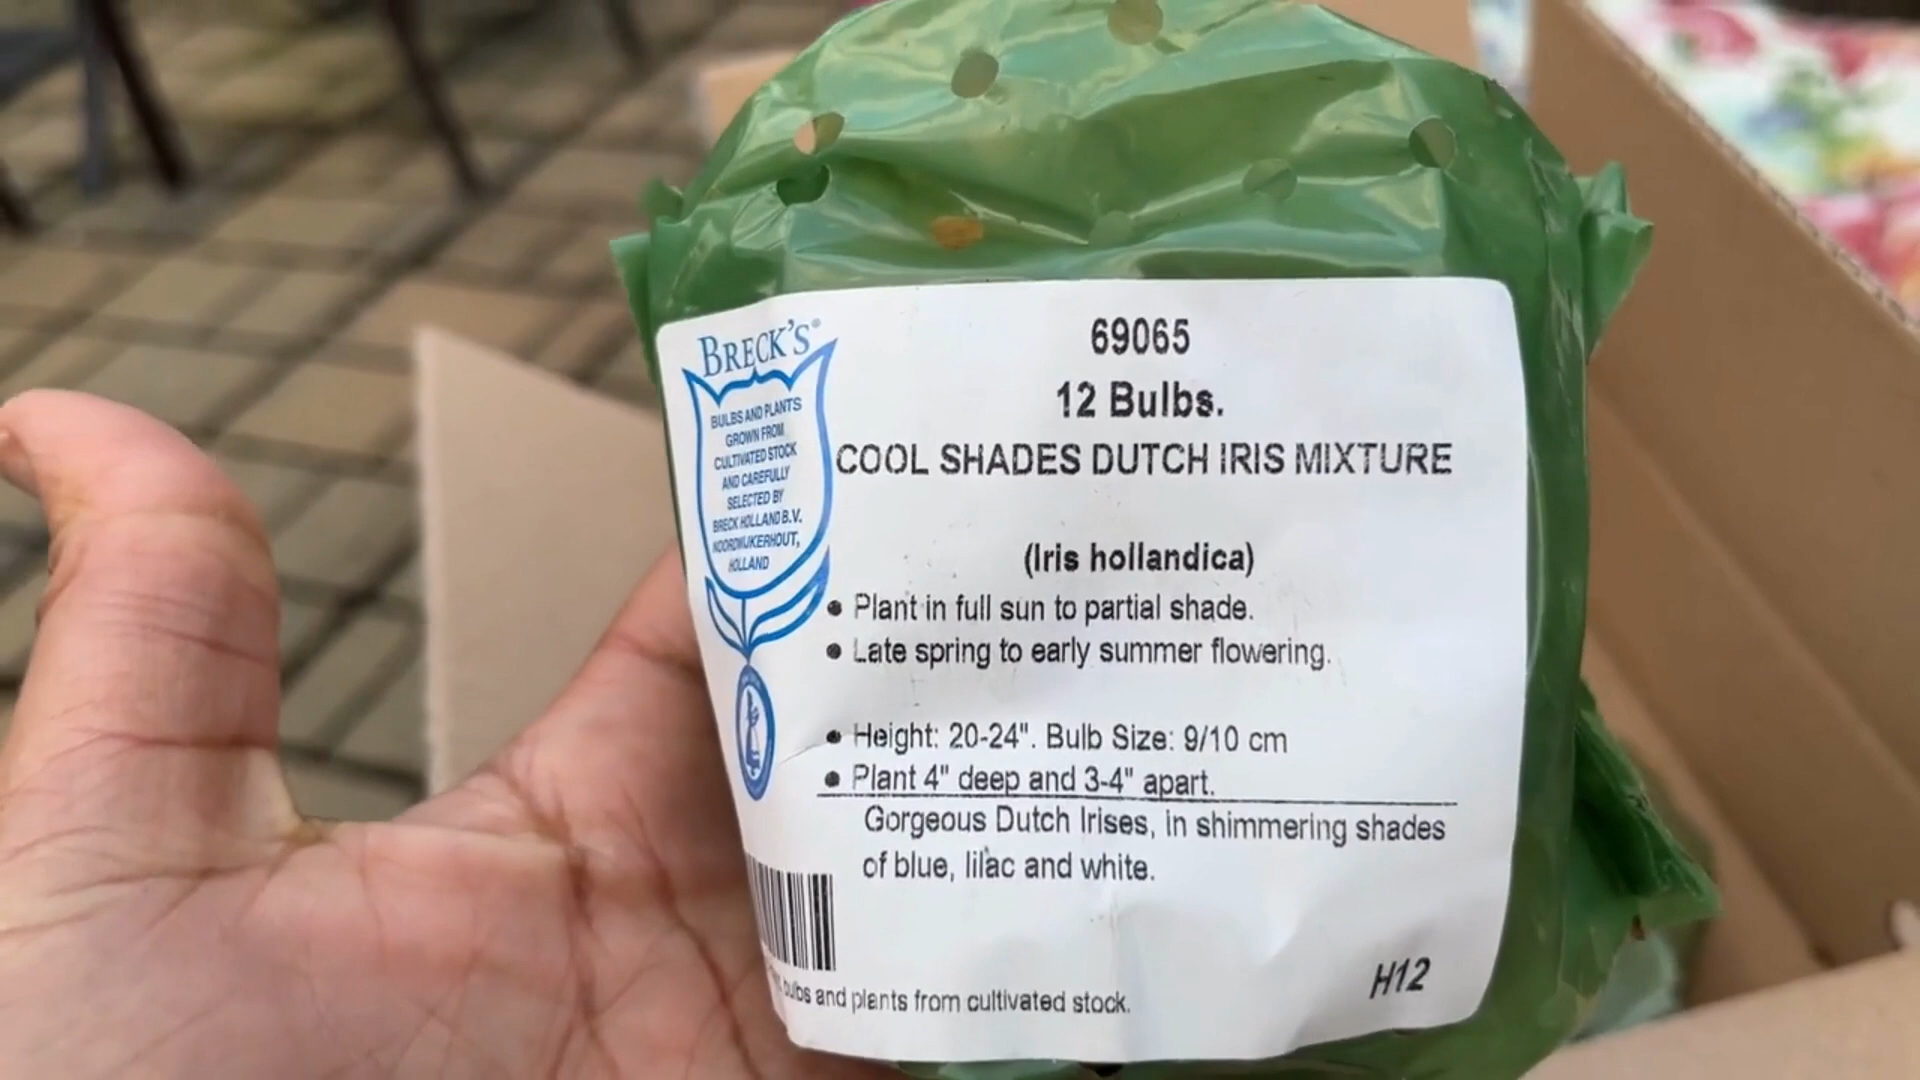 BRECK'S®
BULBS AND PLANTS
GROWN FROM
CULTIVATED STOCK
AND CAREFULLY
SELECTED BY
BRECK HOLLAND B.V.
NOORDWIJKERHOUT,
HOLLAND
69065
12 Bulbs.
COOL SHADES DUTCH IRIS MIXTURE
(Iris hollandica)
• Plant in full sun to partial shade.
• Late spring to early summer flowering.
• Height: 20-24". Bulb Size: 9/10 cm
• Plant 4" deep and 3-4" apart.
Gorgeous Dutch Irises, in shimmering shades
of blue, lilac and white.
bulbs and plants from cultivated stock.
H12